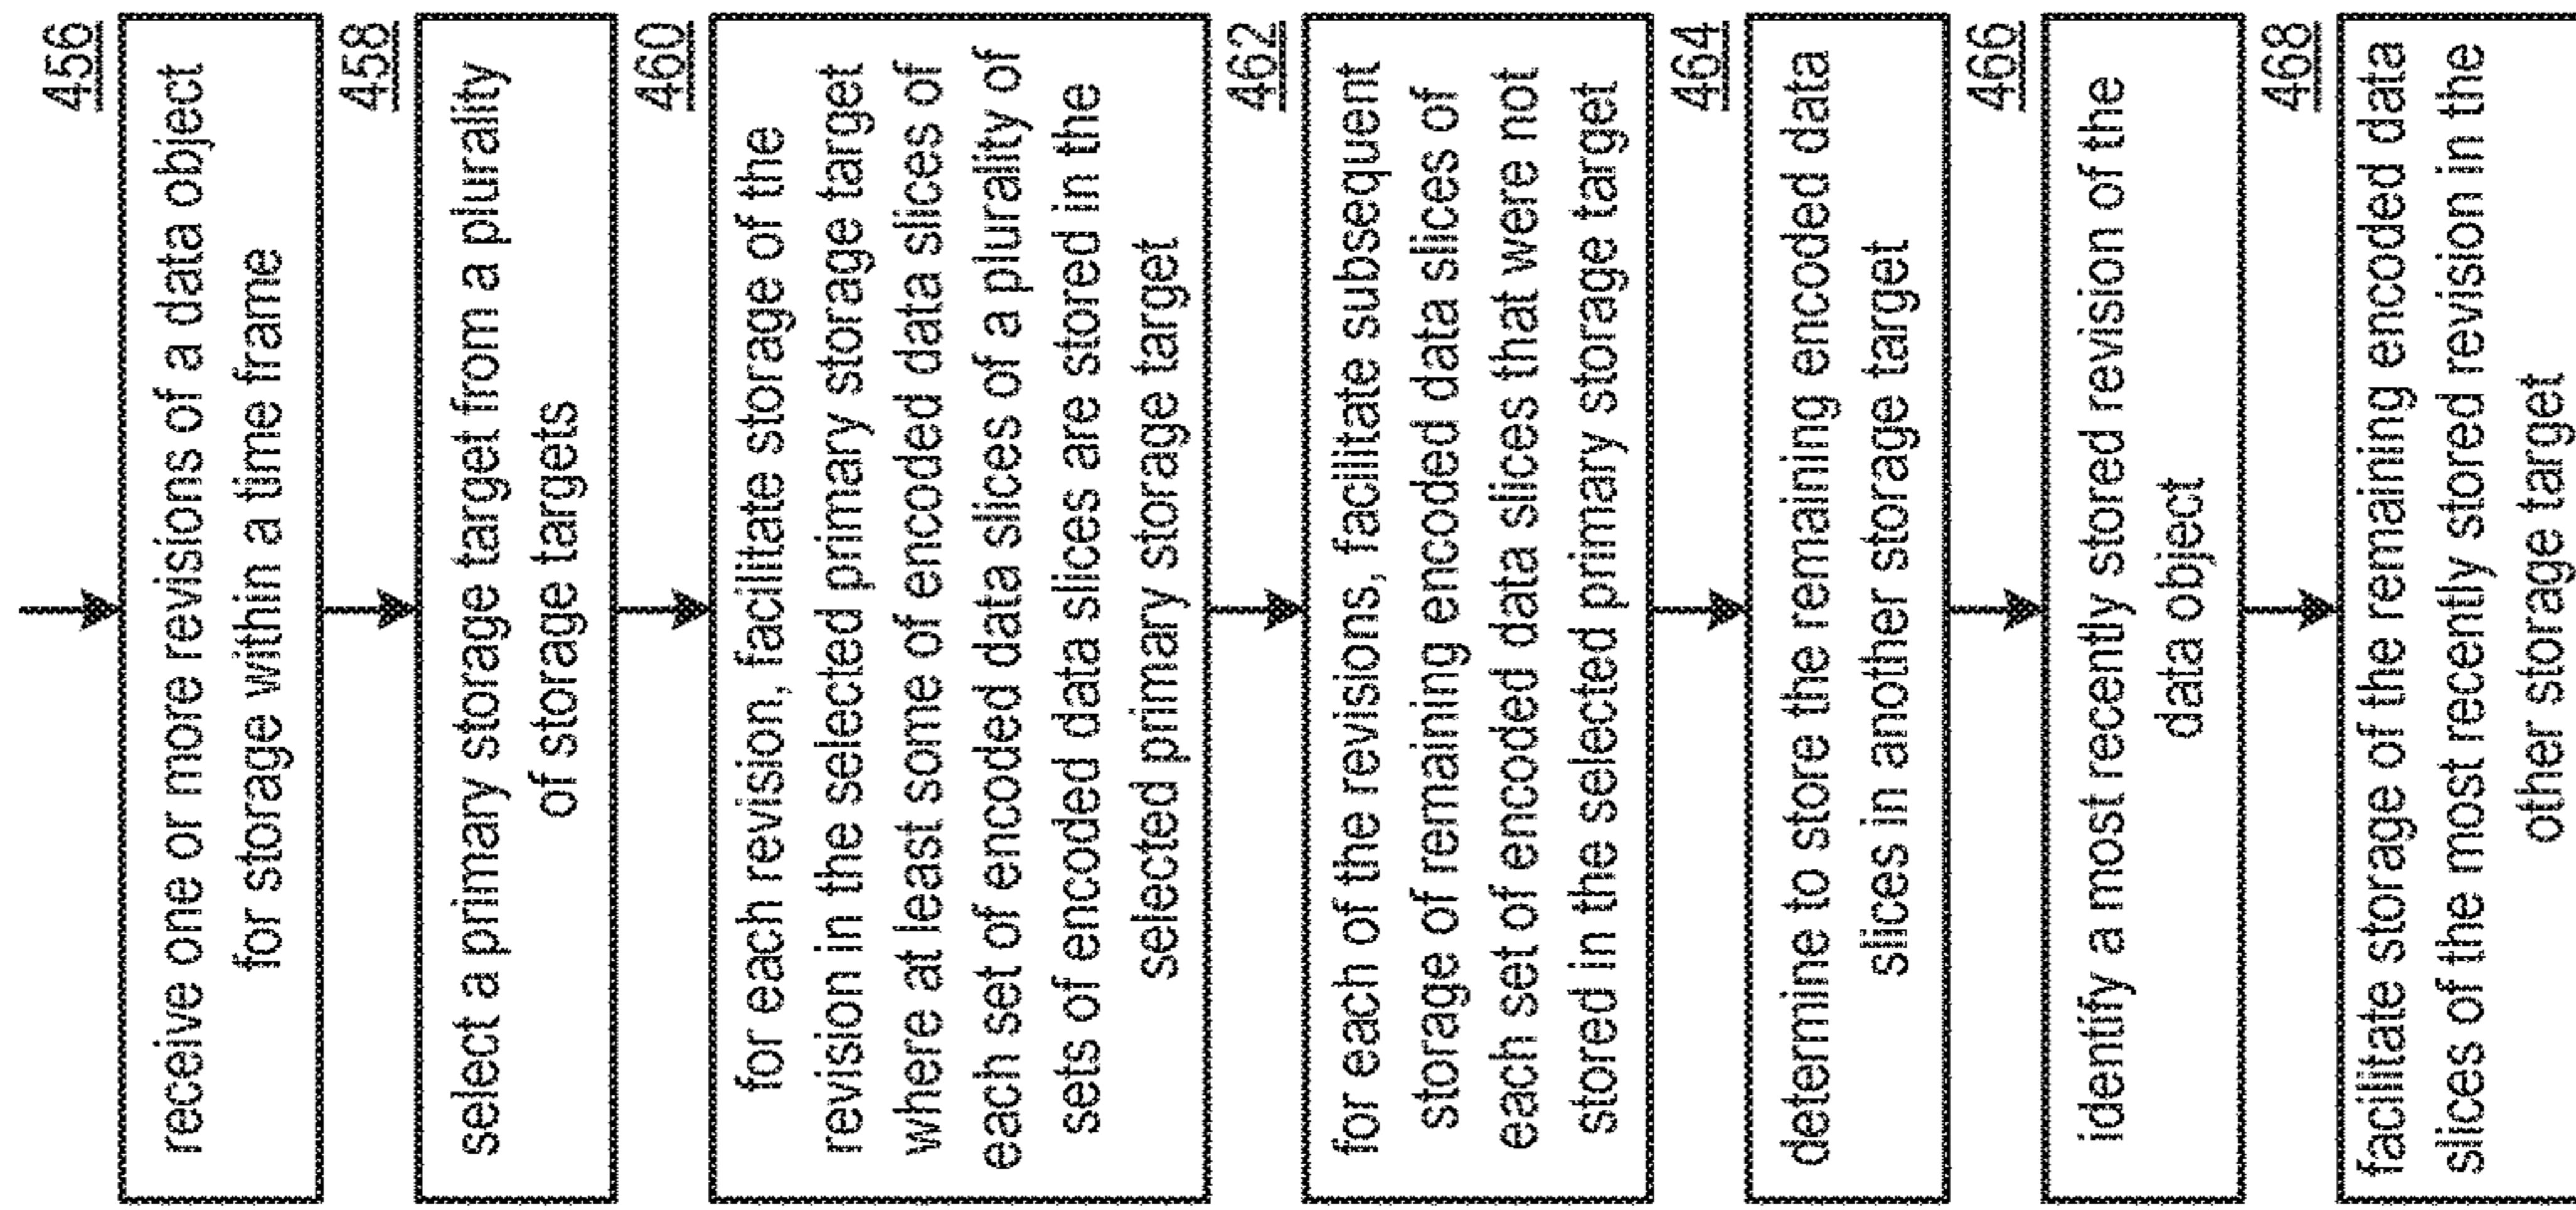 456
receive one or more revisions of a data object
for storage within a time frame
458
select a primary storage target from a plurality
of storage targets
460
for each revision, facilitate storage of the
revision in the selected primary storage target
where at least some of encoded data slices of
each set of encoded data slices of a plurality of
sets of encoded data slices are stored in the
selected primary storage target
462
for each of the revisions, facilitate subsequent
storage of remaining encoded data slices of
each set of encoded data slices that were not
stored in the selected primary storage target
464
determine to store the remaining encoded data
slices in another storage target
466
identify a most recently stored revision of the
data object
468
facilitate storage of the remaining encoded data
slices of the most recently stored revision in the
other storage target